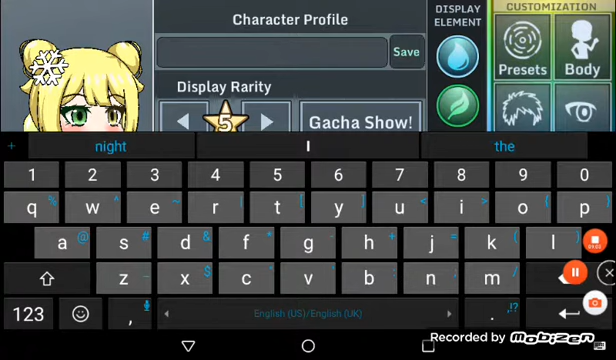 Character Profile
DISPLAY
ELEMENT
CUSTOMIZATION
Save
Presets
Body
Display Rarity
5
Gacha Show!
+ night I the
1 2 3 4 5 6 7 8 9 0
q % w ^ e ~ r [ t ] y { u < i > o { p )
a @ s # d & f * g - h + j = k ( l )
z _ x $ c " v ' b : n ; m /
123 , English (US)/English (UK) . ,!?
Recorded by MOBIZEN